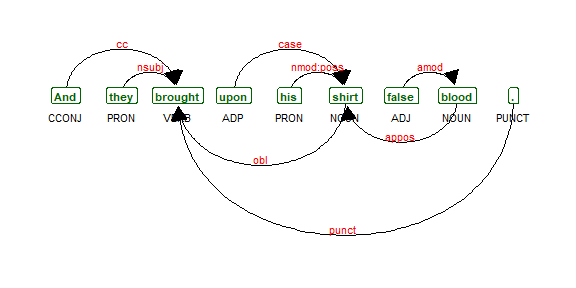 cc
case
nsubj
nmod:poss
amod
And they brought upon his shirt false blood .
CCONJ PRON VERB ADP PRON NOUN ADJ NOUN PUNCT
appos
obl
punct